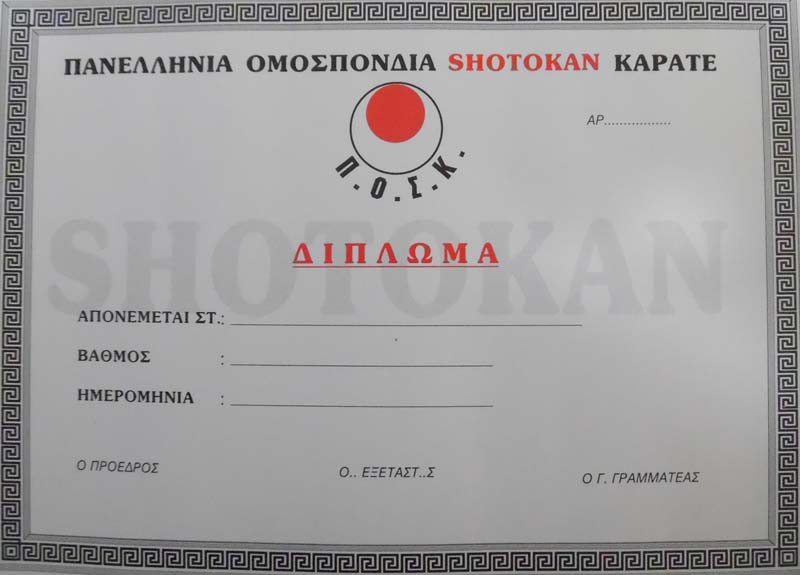 ΠΑΝΕΛΛΗΝΙΑ ΟΜΟΣΠΟΝΔΙΑ SHOTOKAN ΚΑΡΑΤΕ
ΑΡ.................
Π.Ο.Σ.Κ.
SHOTOKAN
ΔΙΠΛΩΜΑ
ΑΠΟΝΕΜΕΤΑΙ ΣΤ.:
ΒΑΘΜΟΣ :
ΗΜΕΡΟΜΗΝΙΑ :
Ο ΠΡΟΕΔΡΟΣ Ο.. ΕΞΕΤΑΣΤ..Σ Ο Γ. ΓΡΑΜΜΑΤΕΑΣ